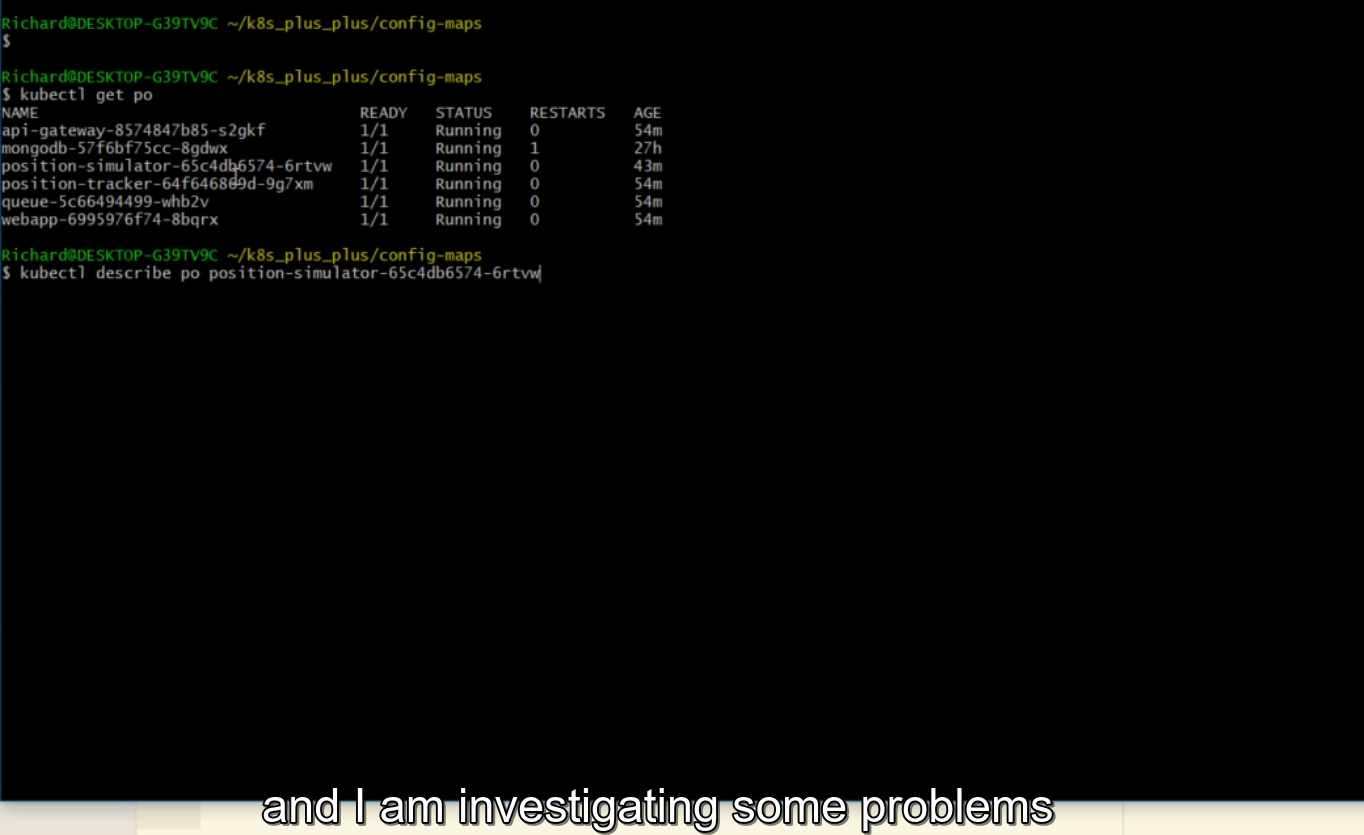 Richard@DESKTOP-G39TV9C ~/k8s_plus_plus/config-maps
$
Richard@DESKTOP-G39TV9C ~/k8s_plus_plus/config-maps
$ kubectl get po
NAME READY STATUS RESTARTS AGE
api-gateway-8574847b85-s2gkf 1/1 Running 0 54m
mongodb-57f6bf75cc-8gdwx 1/1 Running 1 27h
position-simulator-65c4db6574-6rtvw 1/1 Running 0 43m
position-tracker-64f646869d-9g7xm 1/1 Running 0 54m
queue-5c66494499-whb2v 1/1 Running 0 54m
webapp-6995976f74-8bqrx 1/1 Running 0 54m
Richard@DESKTOP-G39TV9C ~/k8s_plus_plus/config-maps
$ kubectl describe po position-simulator-65c4db6574-6rtvw
and I am investigating some problems